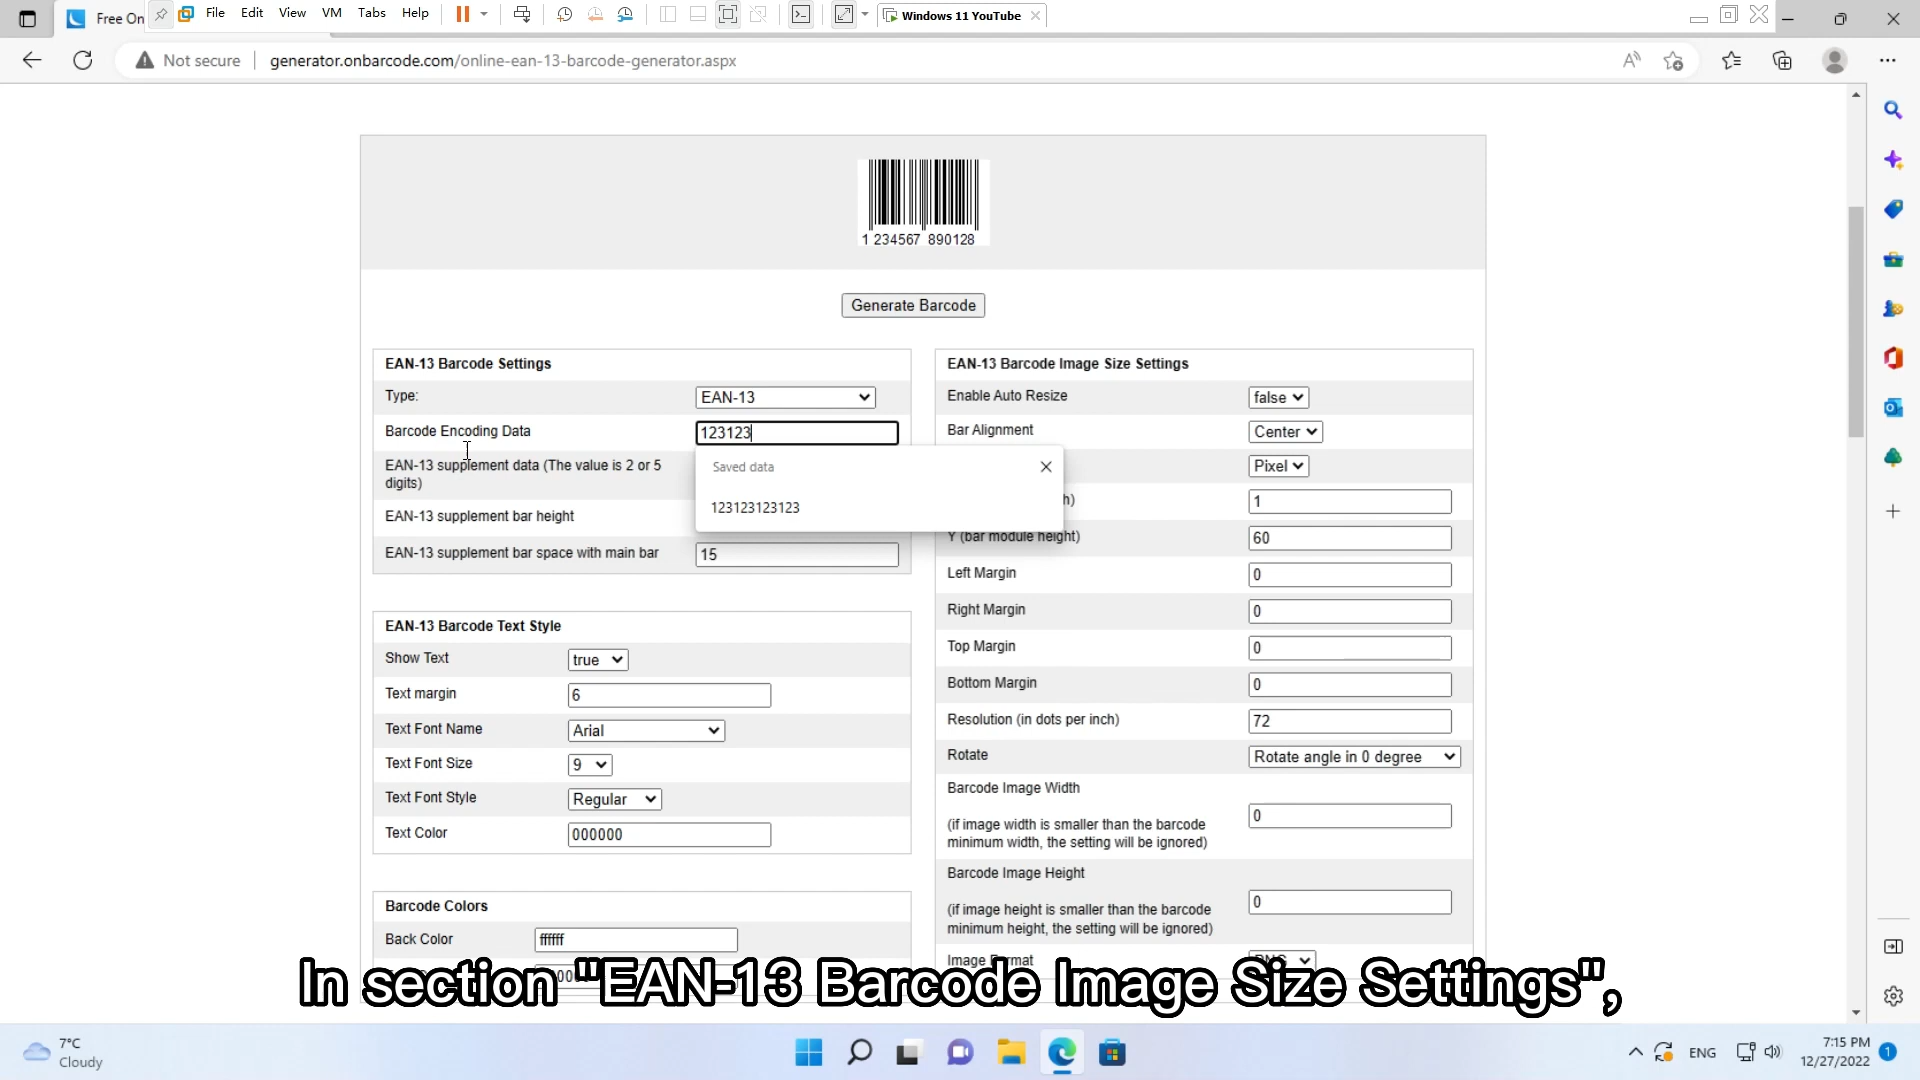 Free On
File Edit View VM Tabs Help
Windows 11 YouTube
Not secure
generator.onbarcode.com/online-ean-13-barcode-generator.aspx
1 234567 890128
Generate Barcode
EAN-13 Barcode Settings
Type:
EAN-13
Barcode Encoding Data
123123
EAN-13 supplement data (The value is 2 or 5
digits)
Saved data
123123123123
EAN-13 supplement bar height
EAN-13 supplement bar space with main bar
15
EAN-13 Barcode Text Style
Show Text
true
Text margin
6
Text Font Name
Arial
Text Font Size
9
Text Font Style
Regular
Text Color
000000
Barcode Colors
Back Color
ffffff
EAN-13 Barcode Image Size Settings
Enable Auto Resize
false
Bar Alignment
Center
Pixel
h)
1
Y (bar module height)
60
Left Margin
0
Right Margin
0
Top Margin
0
Bottom Margin
0
Resolution (in dots per inch)
72
Rotate
Rotate angle in 0 degree
Barcode Image Width
(if image width is smaller than the barcode
minimum width, the setting will be ignored)
0
Barcode Image Height
(if image height is smaller than the barcode
minimum height, the setting will be ignored)
0
Image Format
In section "EAN-13 Barcode Image Size Settings",
7°C
Cloudy
ENG
7:15 PM
12/27/2022
1